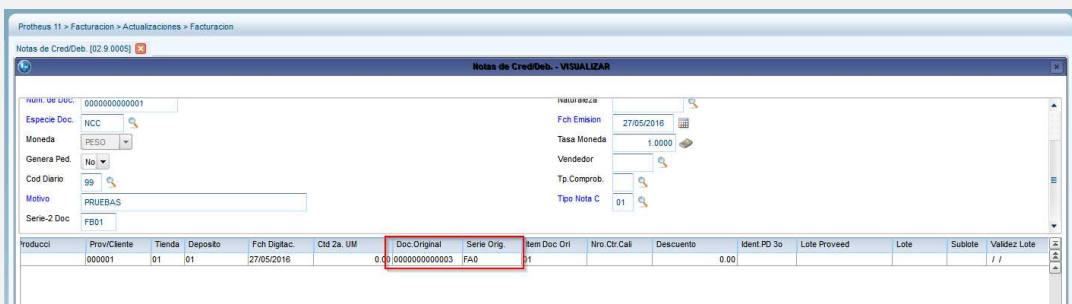 Protheus 11 > Facturacion > Actualizaciones > Facturacion
Notas de Cred/Deb. [02.9.0005]
Notas de Cred/Deb. - VISUALIZAR
Num. de Doc. 0000000000001 Naturaleza
Especie Doc. NCC Fch Emision 27/05/2016
Moneda PESO Tasa Moneda 1.0000
Genera Ped. No Vendedor
Cod Diario 99 Tp.Comprob.
Motivo PRUEBAS Tipo Nota C 01
Serie-2 Doc FB01
Producci Prov/Cliente Tienda Deposito Fch Digitac. Ctd 2a. UM Doc.Original Serie Orig. Item Doc Ori Nro.Ctr.Cali Descuento Ident.PD 3o Lote Proveed Lote Sublote Validez Lote
000001 01 01 27/05/2016 0.00 0000000000003 FA0 01 0.00 / /